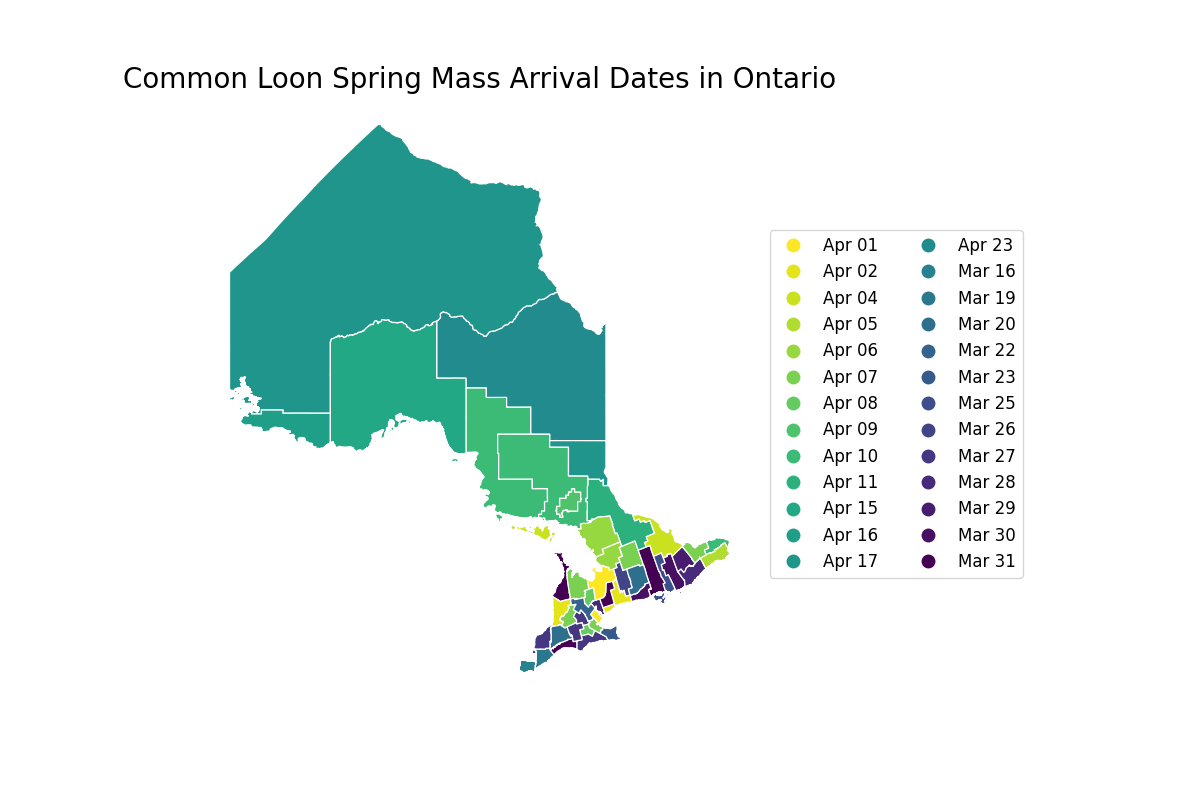 Common Loon Spring Mass Arrival Dates in Ontario
Apr 01
Apr 02
Apr 04
Apr 05
Apr 06
Apr 07
Apr 08
Apr 09
Apr 10
Apr 11
Apr 15
Apr 16
Apr 17
Apr 23
Mar 16
Mar 19
Mar 20
Mar 22
Mar 23
Mar 25
Mar 26
Mar 27
Mar 28
Mar 29
Mar 30
Mar 31